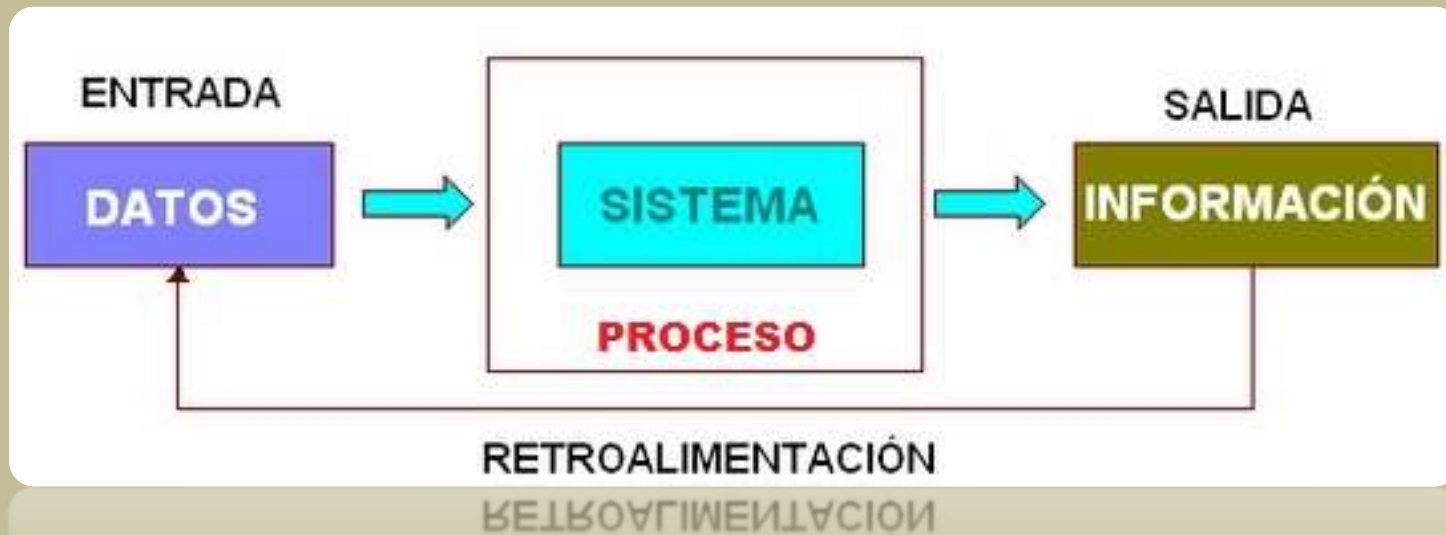 ENTRADA
DATOS
SISTEMA
PROCESO
SALIDA
INFORMACIÓN
RETROALIMENTACIÓN